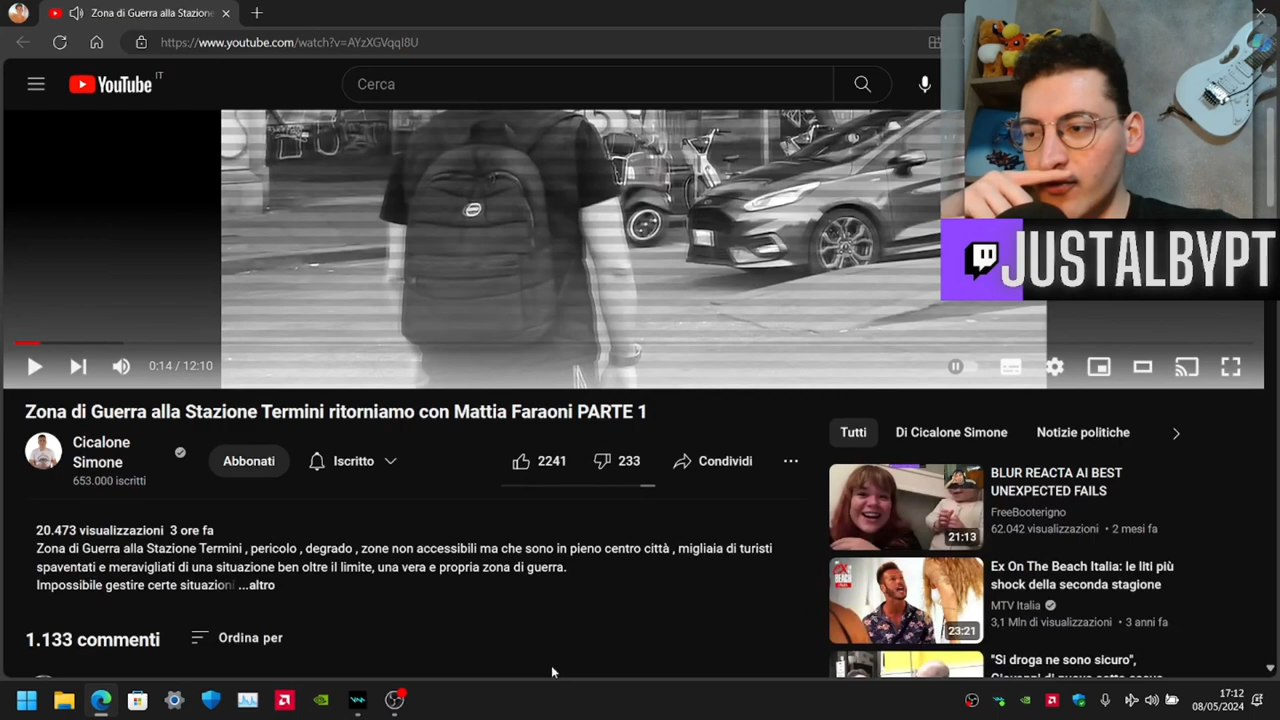 Zona di Guerra alla Stazione
https://www.youtube.com/watch?v=AYzXGVqqI8U
YouTube IT
Cerca
JUSTALBYPT
0:14 / 12:10
Zona di Guerra alla Stazione Termini ritorniamo con Mattia Faraoni PARTE 1
Cicalone
Simone
653.000 iscritti
Abbonati
Iscritto
2241
233
Condividi
20.473 visualizzazioni 3 ore fa
Zona di Guerra alla Stazione Termini , pericolo , degrado , zone non accessibili ma che sono in pieno centro città , migliaia di turisti
spaventati e meravigliati di una situazione ben oltre il limite, una vera e propria zona di guerra.
Impossibile gestire certe situazioni ...altro
1.133 commenti
Ordina per
Tutti
Di Cicalone Simone
Notizie politiche
BLUR REACTA AI BEST
UNEXPECTED FAILS
FreeBooterigno
62.042 visualizzazioni • 2 mesi fa
21:13
Ex On The Beach Italia: le liti più
shock della seconda stagione
MTV Italia
3,1 Mln di visualizzazioni • 3 anni fa
23:21
"Si droga ne sono sicuro",
17:12
08/05/2024